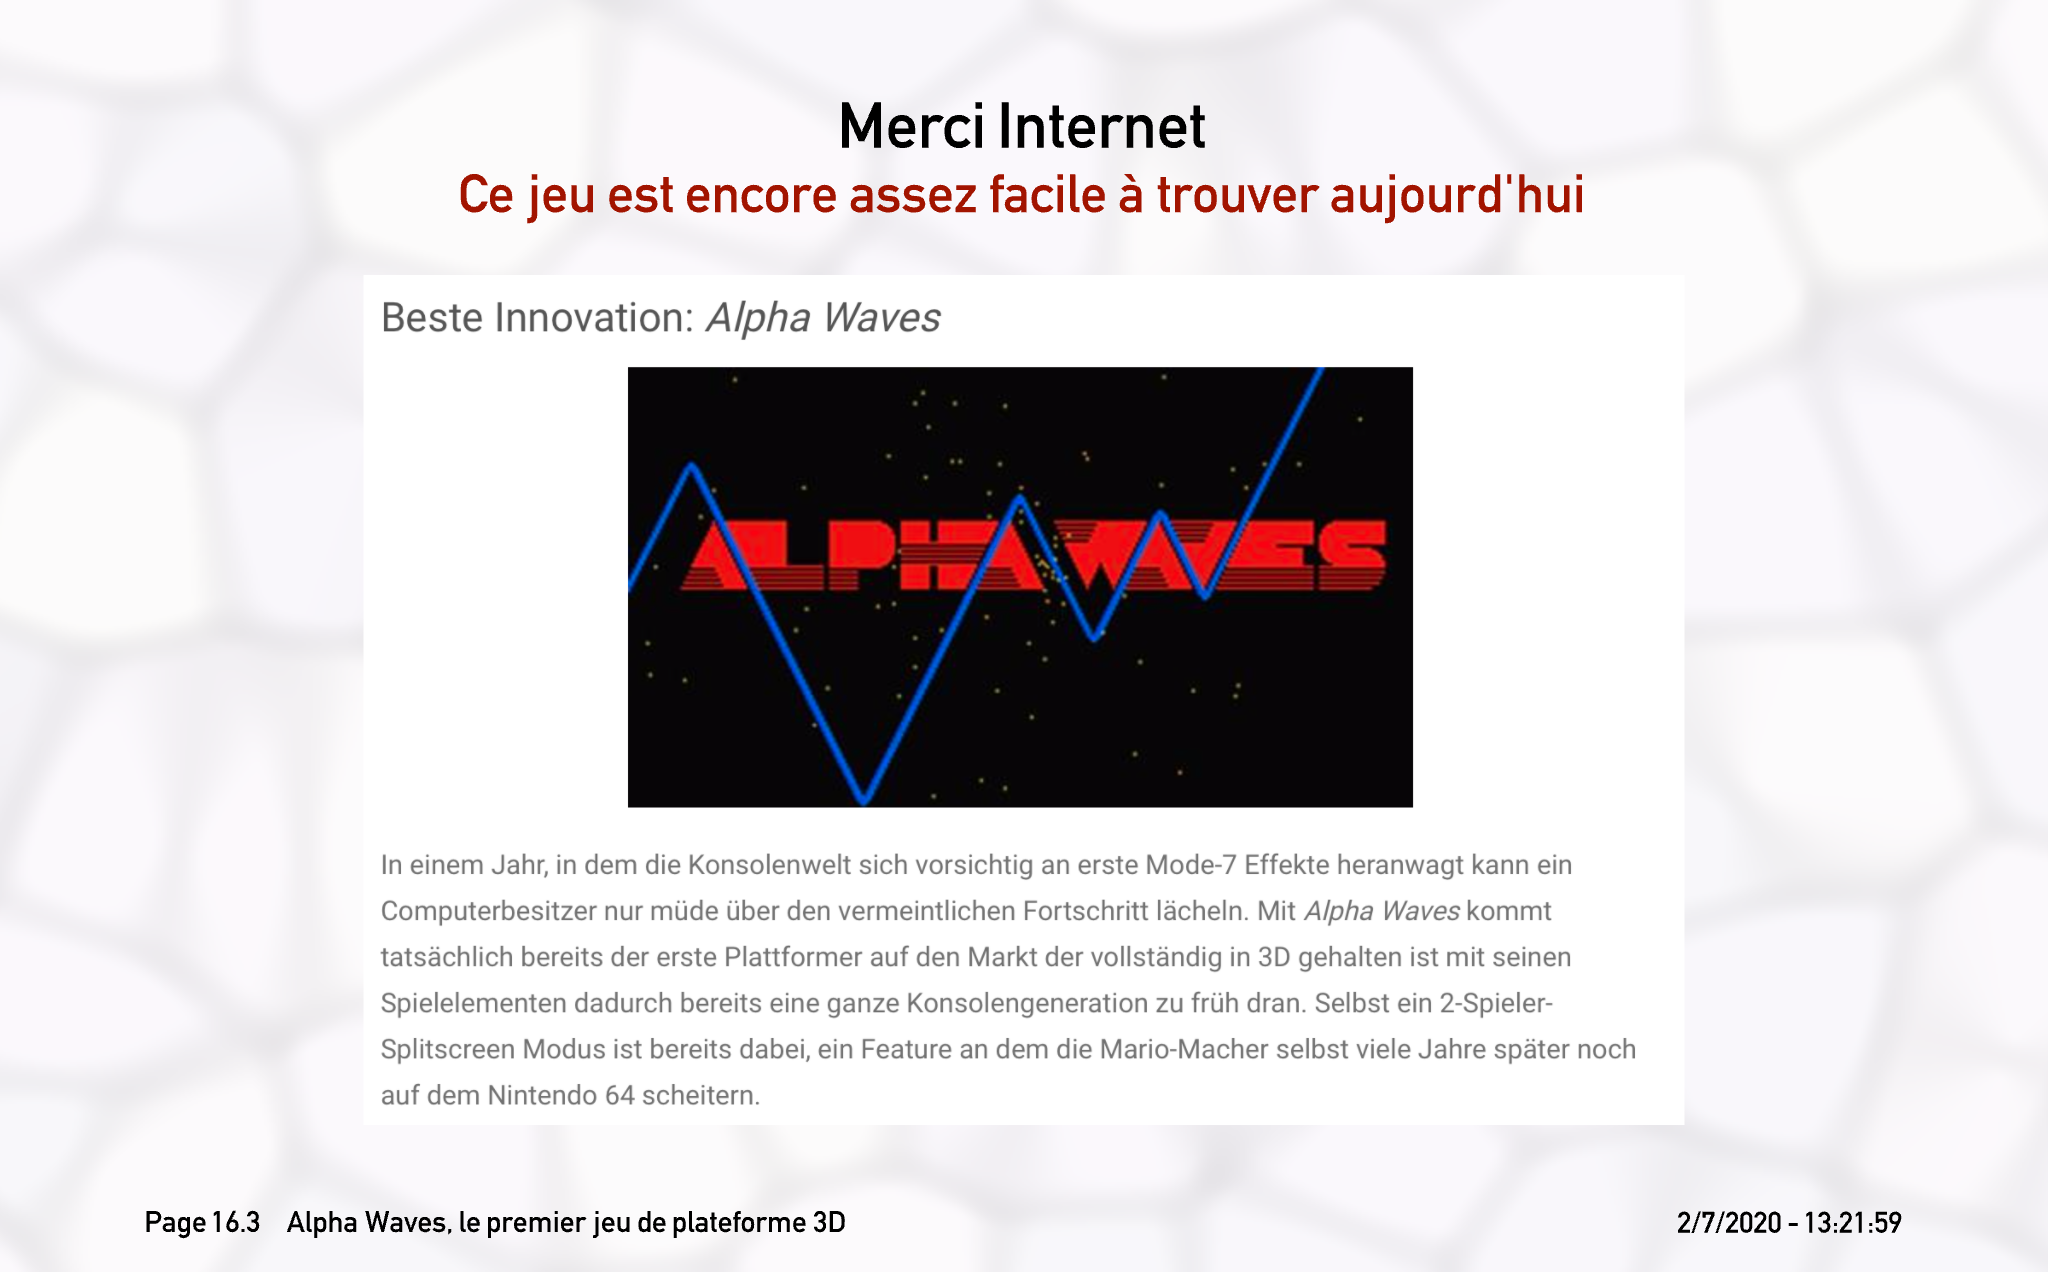 Merci Internet
Ce jeu est encore assez facile à trouver aujourd'hui
Beste Innovation: Alpha Waves
ALPHA WAVES
In einem Jahr, in dem die Konsolenwelt sich vorsichtig an erste Mode-7 Effekte heranwagt kann ein
Computerbesitzer nur müde über den vermeintlichen Fortschritt lächeln. Mit Alpha Waves kommt
tatsächlich bereits der erste Plattformer auf den Markt der vollständig in 3D gehalten ist mit seinen
Spielelementen dadurch bereits eine ganze Konsolengeneration zu früh dran. Selbst ein 2-Spieler-
Splitscreen Modus ist bereits dabei, ein Feature an dem die Mario-Macher selbst viele Jahre später noch
auf dem Nintendo 64 scheitern.
Page 16.3 Alpha Waves, le premier jeu de plateforme 3D
2/7/2020 - 13:21:59